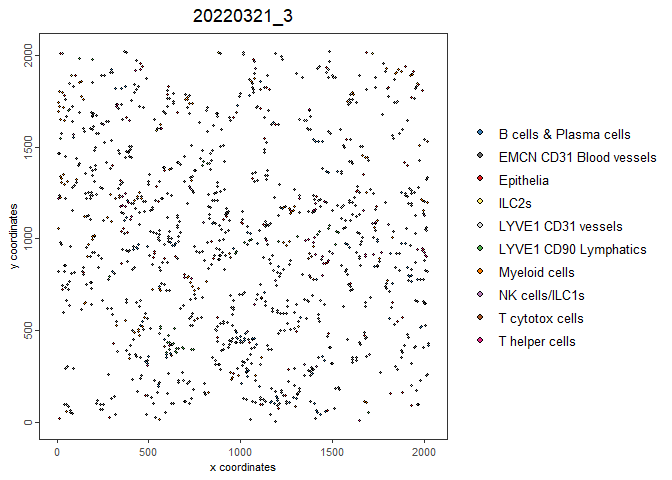 20220321_3
2000
1500
1000
500
0
y coordinates
0 500 1000 1500 2000
x coordinates
B cells & Plasma cells
EMCN CD31 Blood vessels
Epithelia
ILC2s
LYVE1 CD31 vessels
LYVE1 CD90 Lymphatics
Myeloid cells
NK cells/ILC1s
T cytotox cells
T helper cells